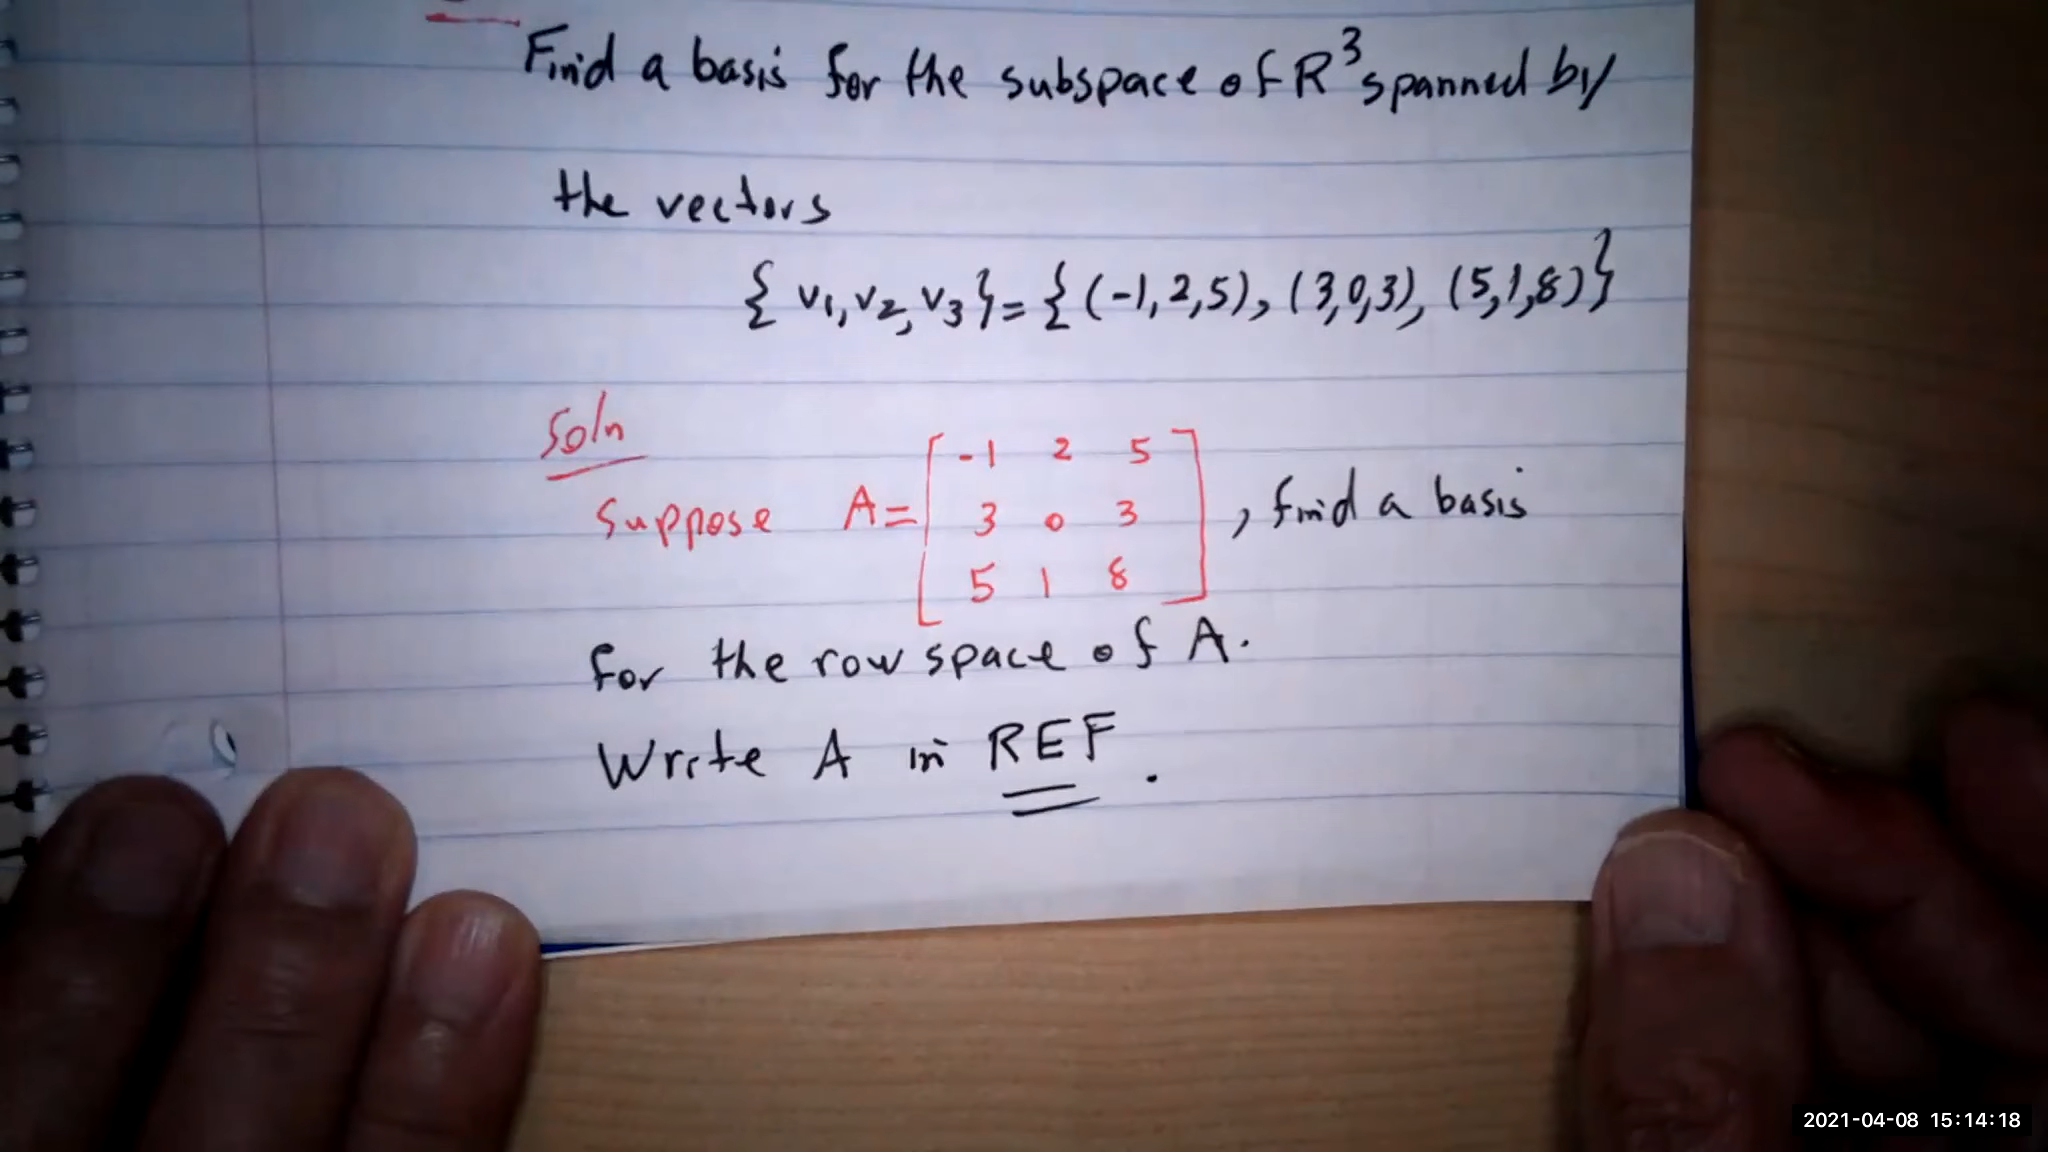 Find a basis for the subspace of R³ spanned by
the vectors
{ v1, v2, v3 } = { (-1,2,5), (3,0,3), (5,1,8) }
Soln
Suppose A = [ -1 2 5
3 0 3
5 1 8 ] , find a basis
for the row space of A.
Write A in REF.
2021-04-08 15:14:18